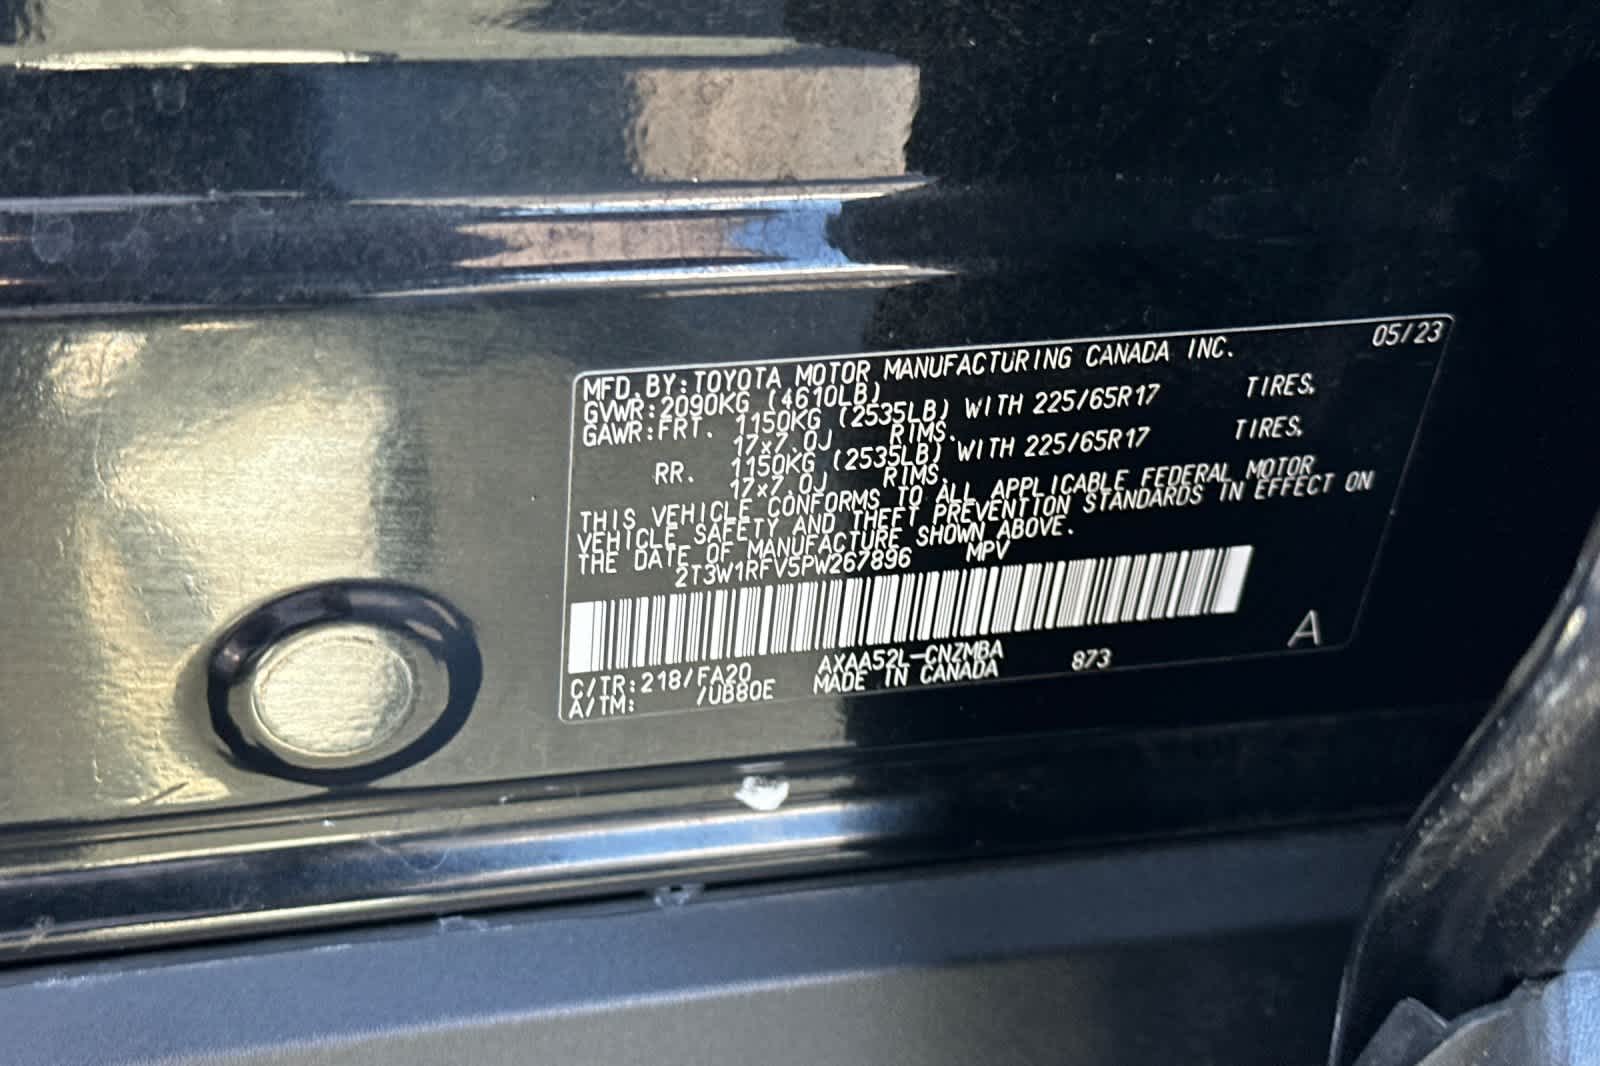 05/23
MFD. BY: TOYOTA MOTOR MANUFACTURING CANADA INC.
GVWR: 2090KG (4610LB)
GAWR: FRT. 1150KG (2535LB) WITH 225/65R17 TIRES,
17x7.0J RIMS.
RR. 1150KG (2535LB) WITH 225/65R17 TIRES,
17x7.0J RIMS.
THIS VEHICLE CONFORMS TO ALL APPLICABLE FEDERAL MOTOR
VEHICLE SAFETY AND THEFT PREVENTION STANDARDS IN EFFECT ON
THE DATE OF MANUFACTURE SHOWN ABOVE.
2T3W1RFV5PW267896 MPV
A
C/TR: 218/FA20 AXAA52L-CNZMBA 873
A/TM: /UB80E MADE IN CANADA